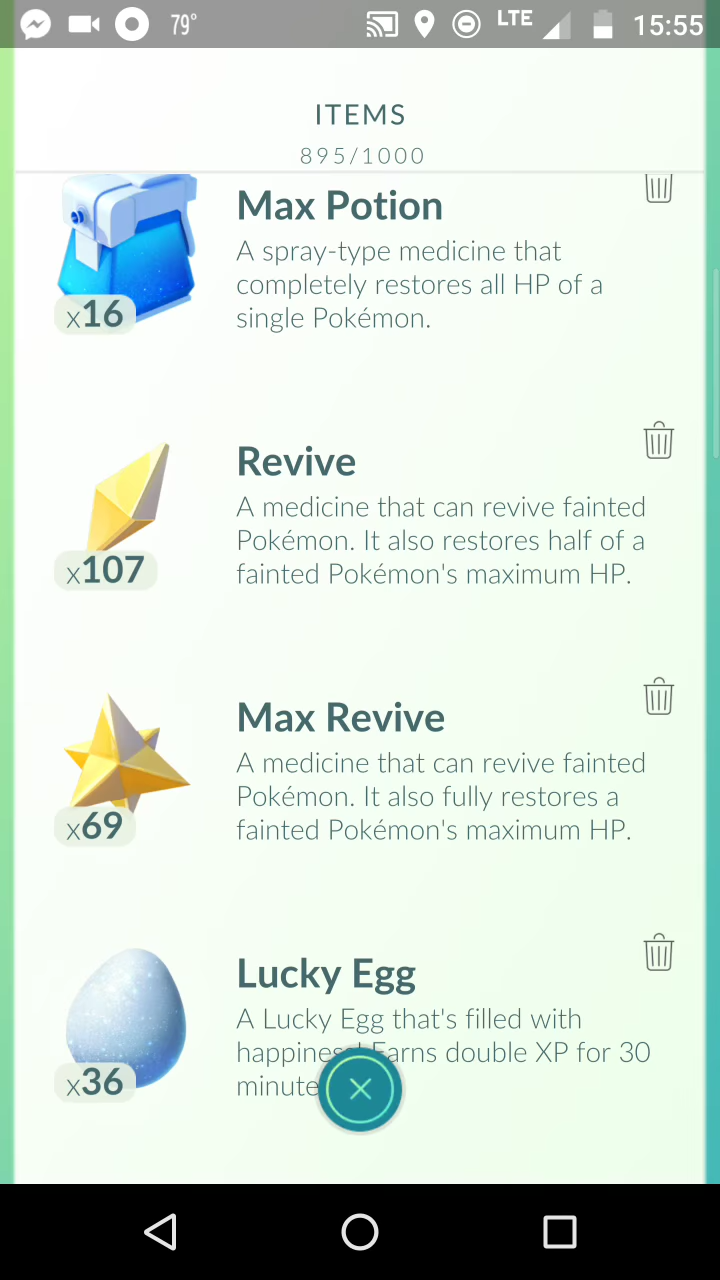 79°
LTE
15:55
ITEMS
895/1000
Max Potion
A spray-type medicine that
completely restores all HP of a
single Pokémon.
x16
Revive
A medicine that can revive fainted
Pokémon. It also restores half of a
fainted Pokémon's maximum HP.
x107
Max Revive
A medicine that can revive fainted
Pokémon. It also fully restores a
fainted Pokémon's maximum HP.
x69
Lucky Egg
A Lucky Egg that's filled with
Earns double XP for 30
x36